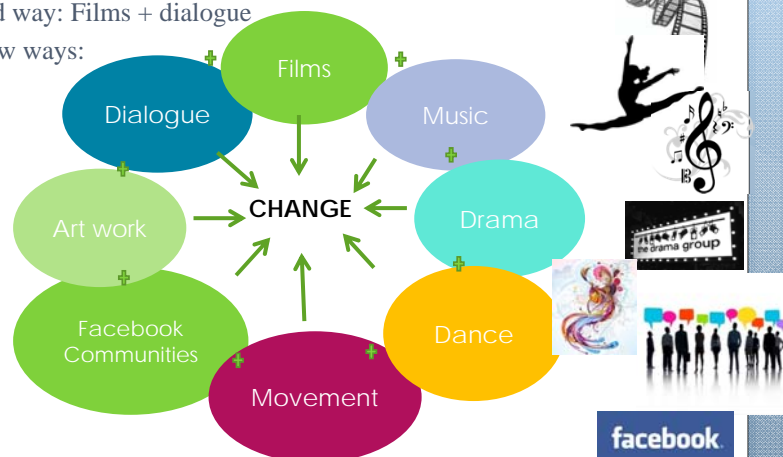 way: Films + dialogue
ways:
Films
Dialogue
Music
CHANGE
Art work
Drama
Facebook
Communities
Dance
Movement
the drama group
facebook